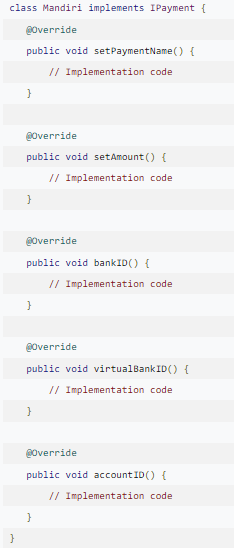 class Mandiri implements IPayment {
@Override
public void setPaymentName() {
// Implementation code
}
@Override
public void setAmount() {
// Implementation code
}
@Override
public void bankID() {
// Implementation code
}
@Override
public void virtualBankID() {
// Implementation code
}
@Override
public void accountID() {
// Implementation code
}
}